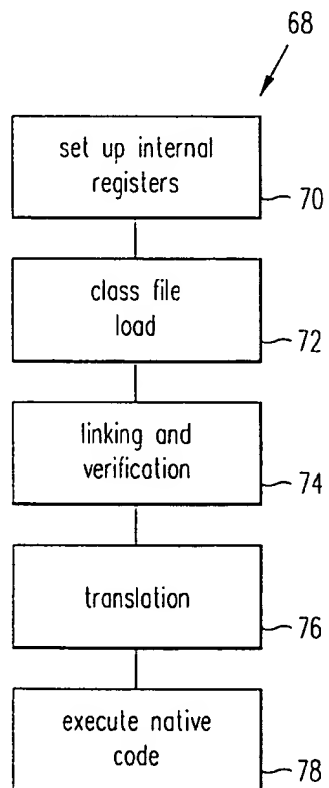 68
set up internal
registers
70
class file
load
72
linking and
verification
74
translation
76
execute native
code
78